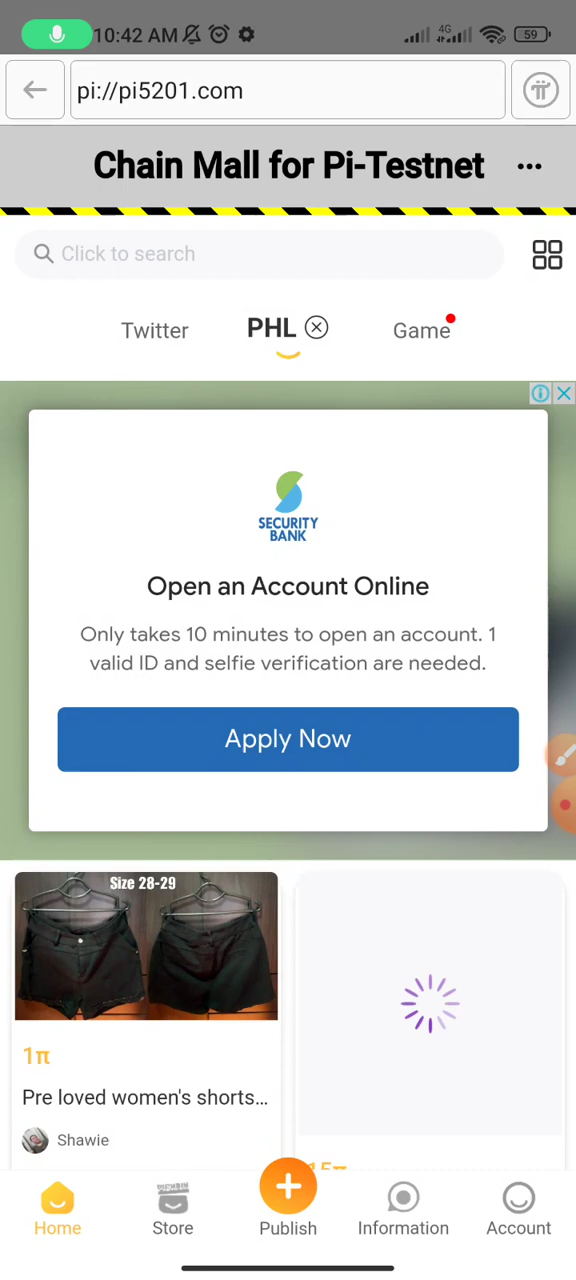 10:42 AM
4G
59
pi://pi5201.com
Chain Mall for Pi-Testnet
Click to search
Twitter
PHL
Game
SECURITY
BANK
Open an Account Online
Only takes 10 minutes to open an account. 1
valid ID and selfie verification are needed.
Apply Now
Size 28-29
1π
Pre loved women's shorts...
Shawie
Home
Store
Publish
Information
Account